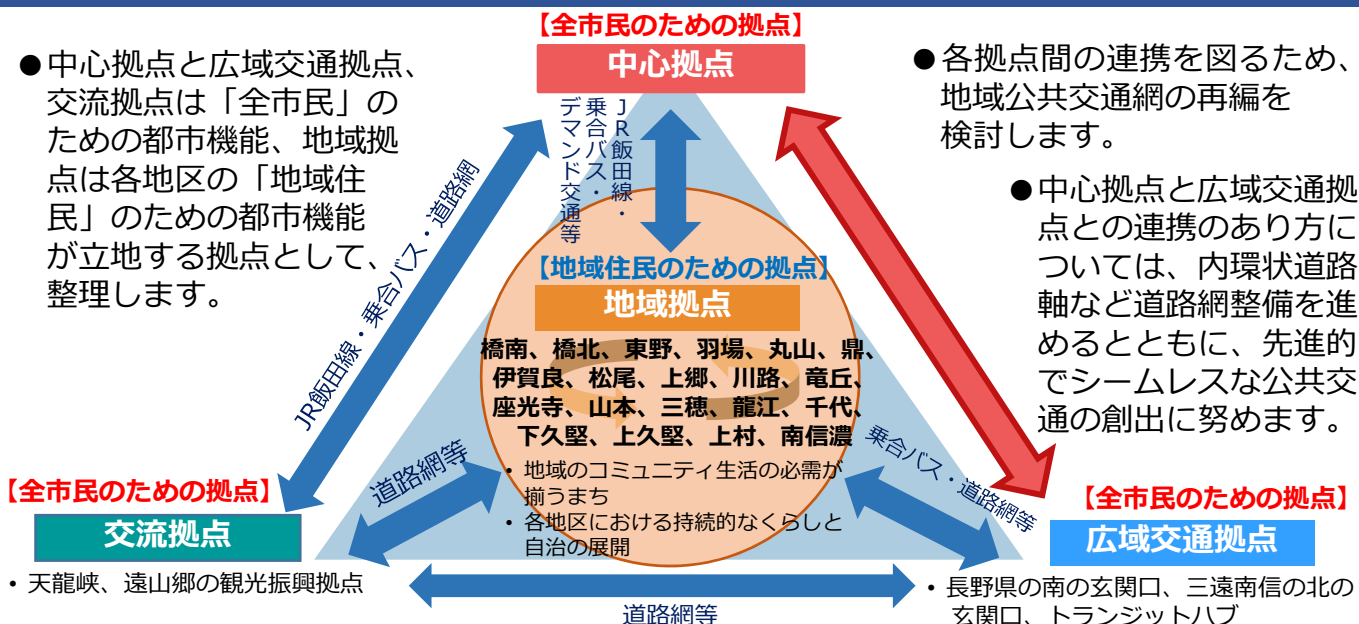 【全市民のための拠点】
中心拠点
●中心拠点と広域交通拠点、
交流拠点は「全市民」の
ための都市機能、地域拠
点は各地区の「地域住
民」のための都市機能
が立地する拠点として、
整理します。
●各拠点間の連携を図るため、
地域公共交通網の再編を
検討します。
●中心拠点と広域交通拠
点との連携のあり方に
ついては、内環状道路
軸など道路網整備を進
めるとともに、先進的
でシームレスな公共交
通の創出に努めます。
JR飯田線・
乗合バス・
デマンド交通等
JR飯田線・乗合バス・道路網
【地域住民のための拠点】
地域拠点
橋南、橋北、東野、羽場、丸山、鼎、
伊賀良、松尾、上郷、川路、竜丘、
座光寺、山本、三穂、龍江、千代、
下久堅、上久堅、上村、南信濃
• 地域のコミュニティ生活の必需が
揃うまち
• 各地区における持続的なくらしと
自治の展開
道路網等
乗合バス・道路網等
【全市民のための拠点】
交流拠点
• 天龍峡、遠山郷の観光振興拠点
【全市民のための拠点】
広域交通拠点
• 長野県の南の玄関口、三遠南信の北の
玄関口、トランジットハブ
道路網等